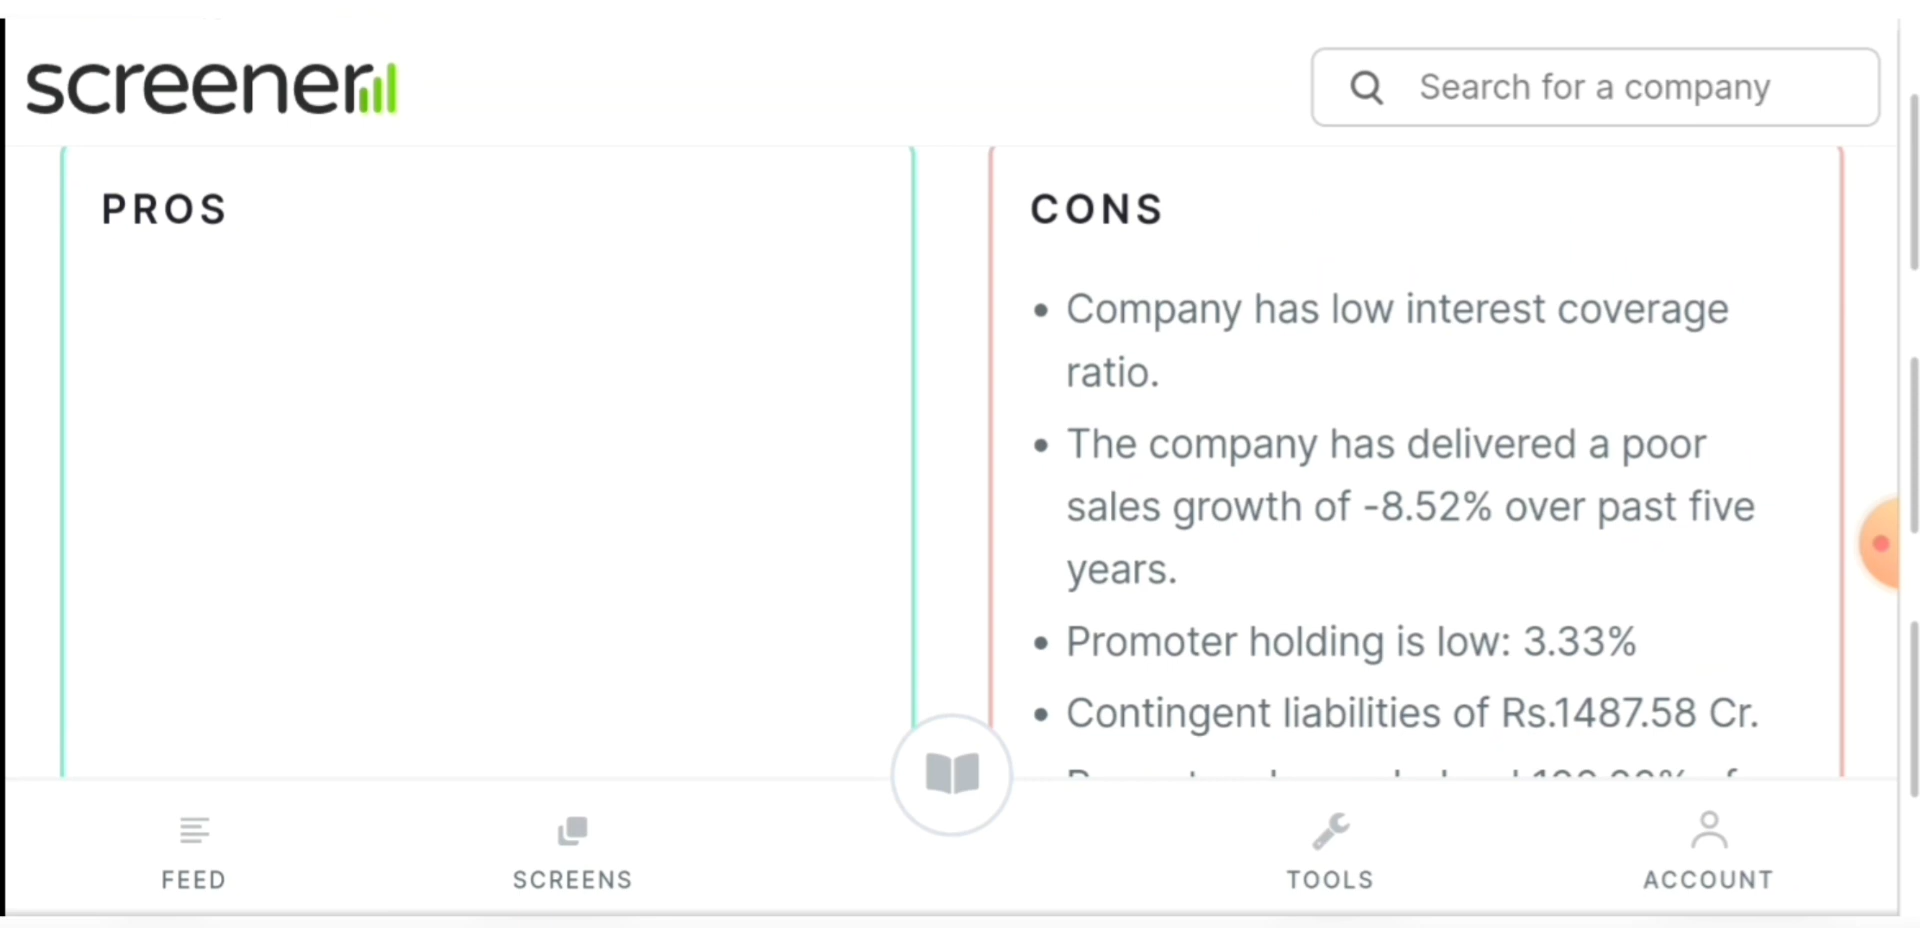 screener
Search for a company
PROS
CONS
Company has low interest coverage
ratio.
The company has delivered a poor
sales growth of -8.52% over past five
years.
Promoter holding is low: 3.33%
Contingent liabilities of Rs.1487.58 Cr.
FEED
SCREENS
TOOLS
ACCOUNT